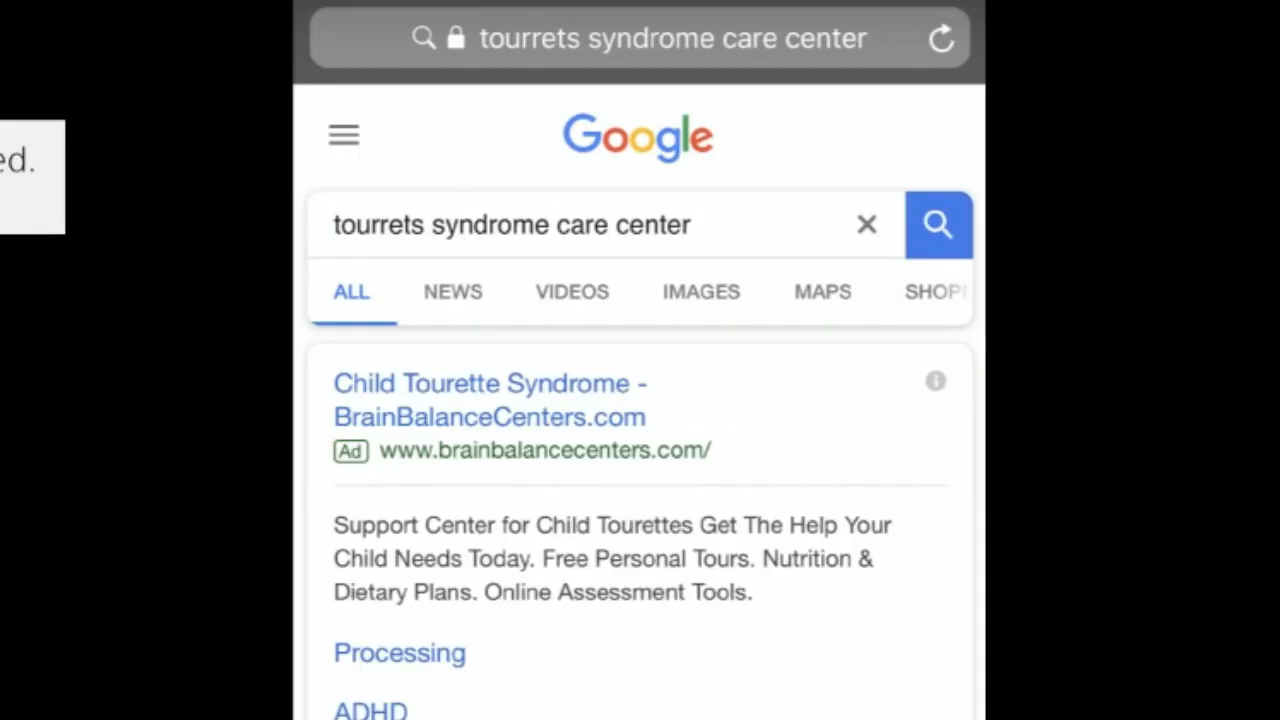 tourrets syndrome care center
ed.
Google
tourrets syndrome care center
ALL NEWS VIDEOS IMAGES MAPS SHOP
Child Tourette Syndrome -
BrainBalanceCenters.com
Ad www.brainbalancecenters.com/
Support Center for Child Tourettes Get The Help Your
Child Needs Today. Free Personal Tours. Nutrition &
Dietary Plans. Online Assessment Tools.
Processing
ADHD